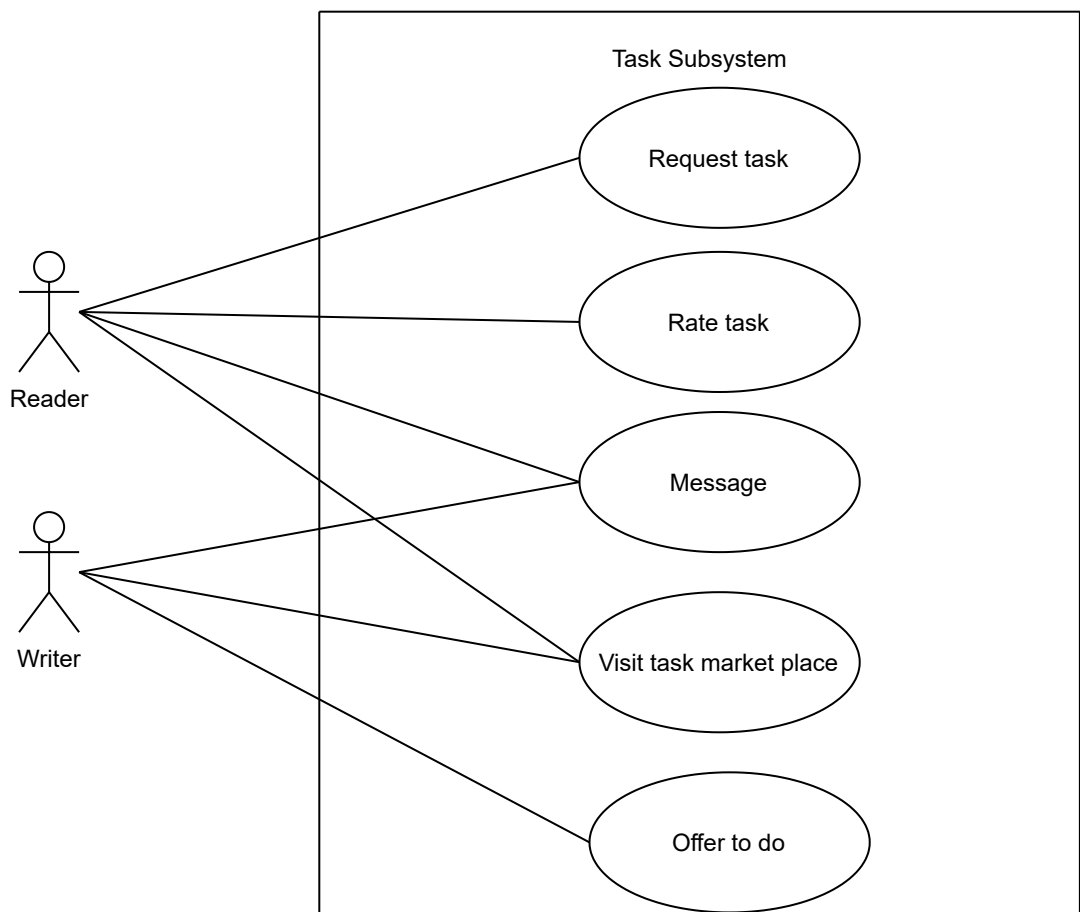 Task Subsystem
Request task
Rate task
Reader
Message
Writer
Visit task market place
Offer to do